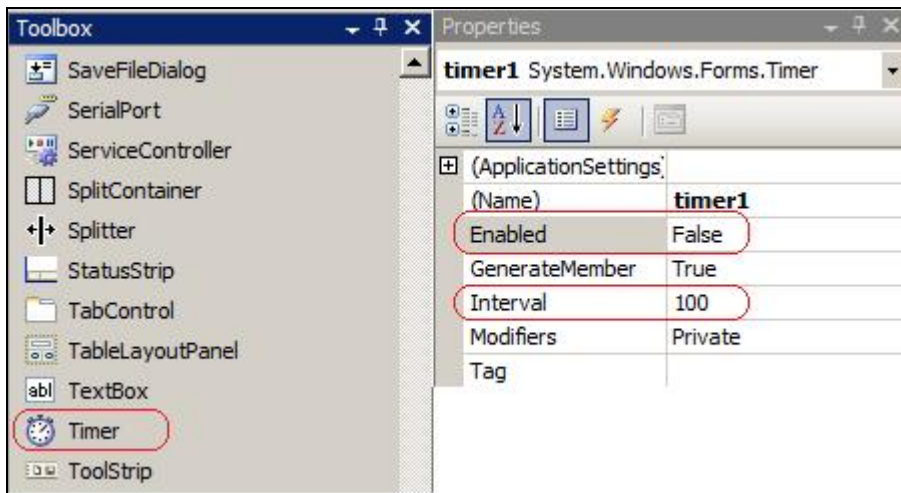 Toolbox
SaveFileDialog
SerialPort
ServiceController
SplitContainer
Splitter
StatusStrip
TabControl
TableLayoutPanel
abl TextBox
Timer
ToolStrip
Properties
timer1 System.Windows.Forms.Timer
A
Z
(ApplicationSettings)
(Name) timer1
Enabled False
GenerateMember True
Interval 100
Modifiers Private
Tag